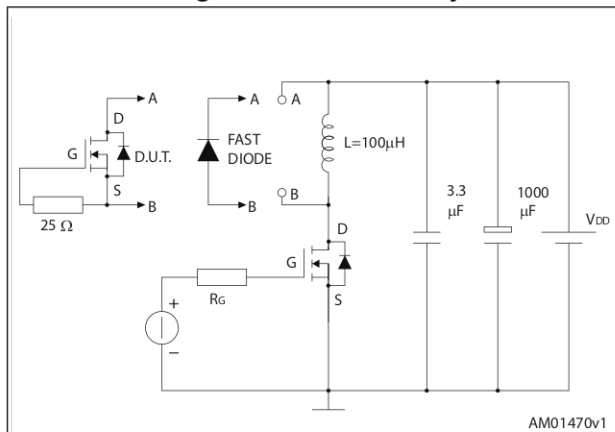 A
A
A
D
G
D.U.T.
FAST
DIODE
L=100µH
S
B
B
B
25 Ω
3.3
µF
1000
µF
VDD
D
G
RG
S
+
−
AM01470v1